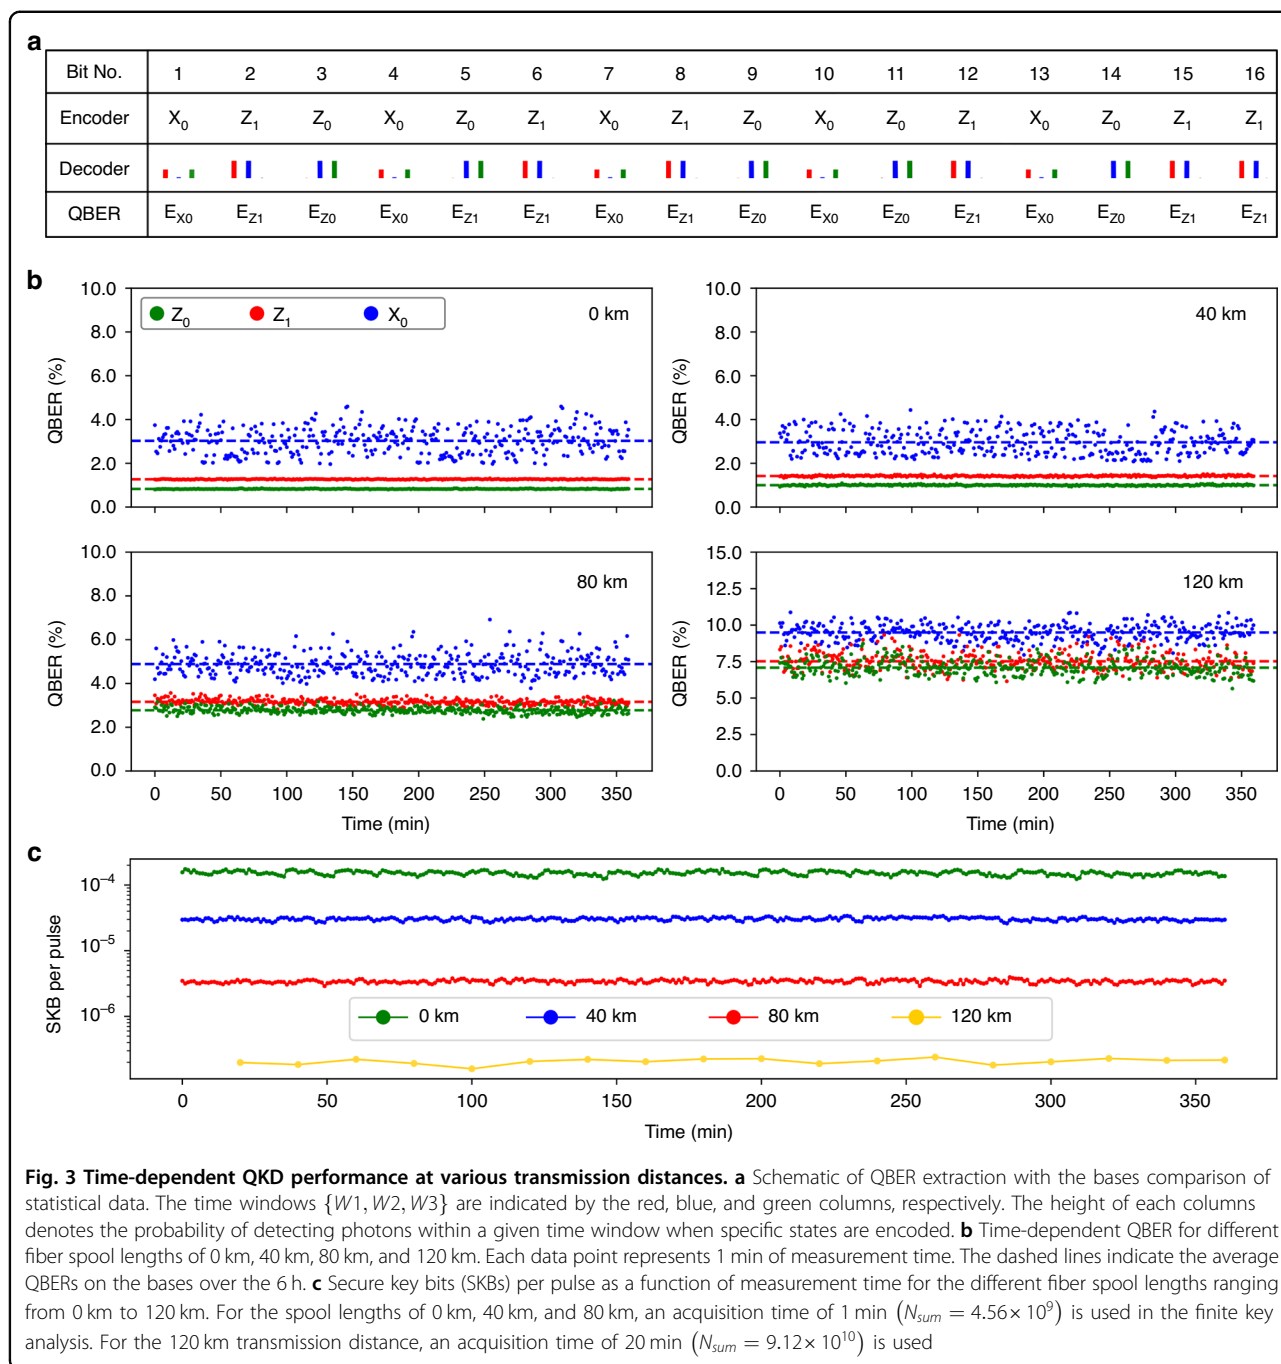 a
Bit No. 1 2 3 4 5 6 7 8 9 10 11 12 13 14 15 16
Encoder X0 Z1 Z0 X0 Z0 Z1 X0 Z1 Z0 X0 Z0 Z1 X0 Z0 Z1 Z1
Decoder
QBER EX0 EZ1 EZ0 EX0 EZ1 EZ1 EX0 EZ1 EZ0 EX0 EZ0 EZ1 EX0 EZ0 EZ1 EZ1
b
10.0
8.0
6.0
4.0
2.0
0.0
QBER (%)
Z0 Z1 X0
0 km
0 50 100 150 200 250 300 350
10.0
8.0
6.0
4.0
2.0
0.0
QBER (%)
40 km
0 50 100 150 200 250 300 350
10.0
8.0
6.0
4.0
2.0
0.0
QBER (%)
80 km
0 50 100 150 200 250 300 350
Time (min)
15.0
12.5
10.0
7.5
5.0
2.5
0.0
QBER (%)
120 km
0 50 100 150 200 250 300 350
Time (min)
c
10−4
10−5
10−6
SKB per pulse
0 km 40 km 80 km 120 km
0 50 100 150 200 250 300 350
Time (min)
Fig. 3 Time-dependent QKD performance at various transmission distances. a Schematic of QBER extraction with the bases comparison of
statistical data. The time windows {W1, W2, W3} are indicated by the red, blue, and green columns, respectively. The height of each columns
denotes the probability of detecting photons within a given time window when specific states are encoded. b Time-dependent QBER for different
fiber spool lengths of 0 km, 40 km, 80 km, and 120 km. Each data point represents 1 min of measurement time. The dashed lines indicate the average
QBERs on the bases over the 6 h. c Secure key bits (SKBs) per pulse as a function of measurement time for the different fiber spool lengths ranging
from 0 km to 120 km. For the spool lengths of 0 km, 40 km, and 80 km, an acquisition time of 1 min (Nsum = 4.56 × 10⁹) is used in the finite key
analysis. For the 120 km transmission distance, an acquisition time of 20 min (Nsum = 9.12 × 10¹⁰) is used